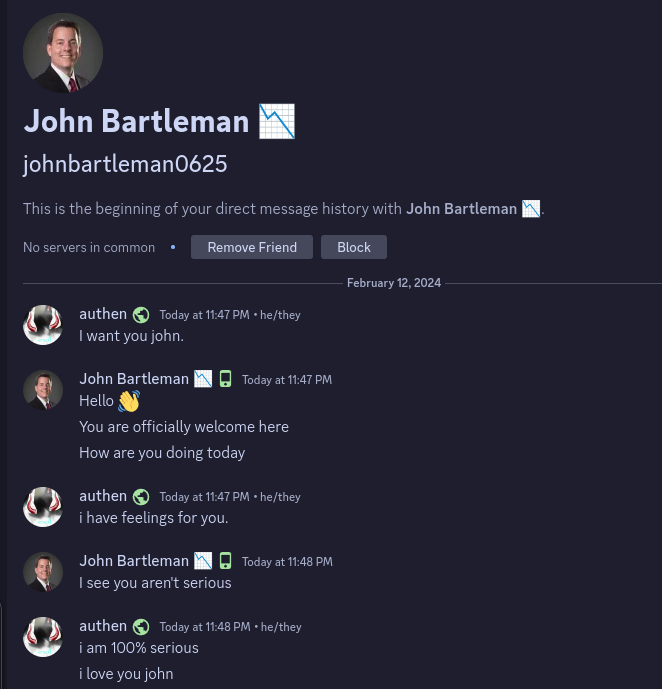 John Bartleman 📉
johnbartleman0625
This is the beginning of your direct message history with John Bartleman 📉.
No servers in common • Remove Friend Block
February 12, 2024
authen Today at 11:47 PM • he/they
I want you john.
John Bartleman 📉 Today at 11:47 PM
Hello 👋
You are officially welcome here
How are you doing today
authen Today at 11:47 PM • he/they
i have feelings for you.
John Bartleman 📉 Today at 11:48 PM
I see you aren't serious
authen Today at 11:48 PM • he/they
i am 100% serious
i love you john